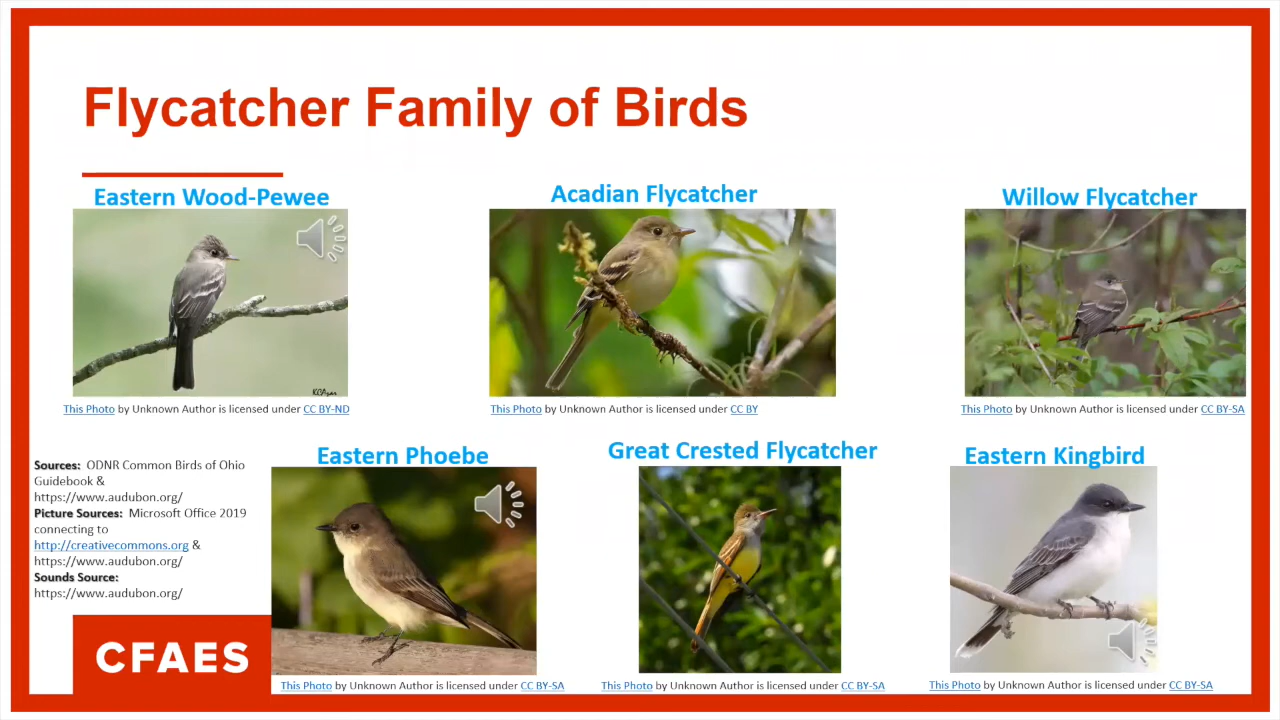 Flycatcher Family of Birds
Eastern Wood-Pewee
Acadian Flycatcher
Willow Flycatcher
This Photo by Unknown Author is licensed under CC BY-ND
This Photo by Unknown Author is licensed under CC BY
This Photo by Unknown Author is licensed under CC BY-SA
Eastern Phoebe
Great Crested Flycatcher
Eastern Kingbird
Sources: ODNR Common Birds of Ohio
Guidebook &
https://www.audubon.org/
Picture Sources: Microsoft Office 2019
connecting to
http://creativecommons.org &
https://www.audubon.org/
Sounds Source:
https://www.audubon.org/
CFAES
This Photo by Unknown Author is licensed under CC BY-SA
This Photo by Unknown Author is licensed under CC BY-SA
This Photo by Unknown Author is licensed under CC BY-SA